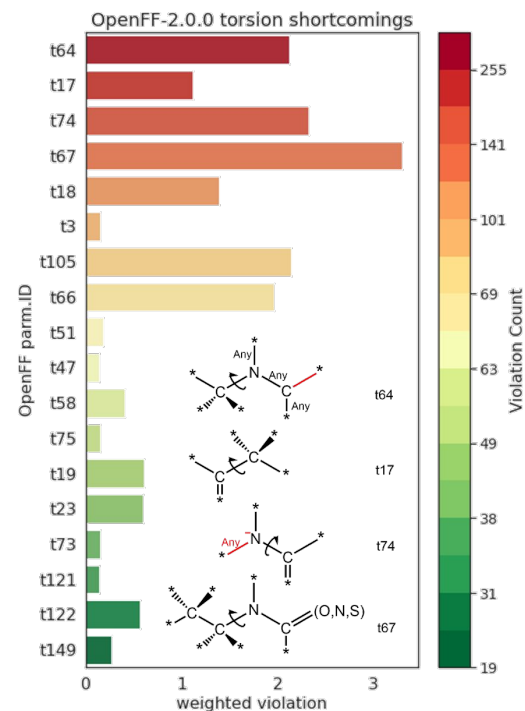 OpenFF-2.0.0 torsion shortcomings
OpenFF parm.ID
t64
t17
t74
t67
t18
t3
t105
t66
t51
t47
t58
t75
t19
t23
t73
t121
t122
t149
0 1 2 3
weighted violation
* Any * N Any C * C Any * * * * t64
* * * C * C * t17
* Any N − * C * * t74
* * * C * N C (O,N,S) * C * * * t67
255
141
101
69
63
49
38
31
19
Violation Count